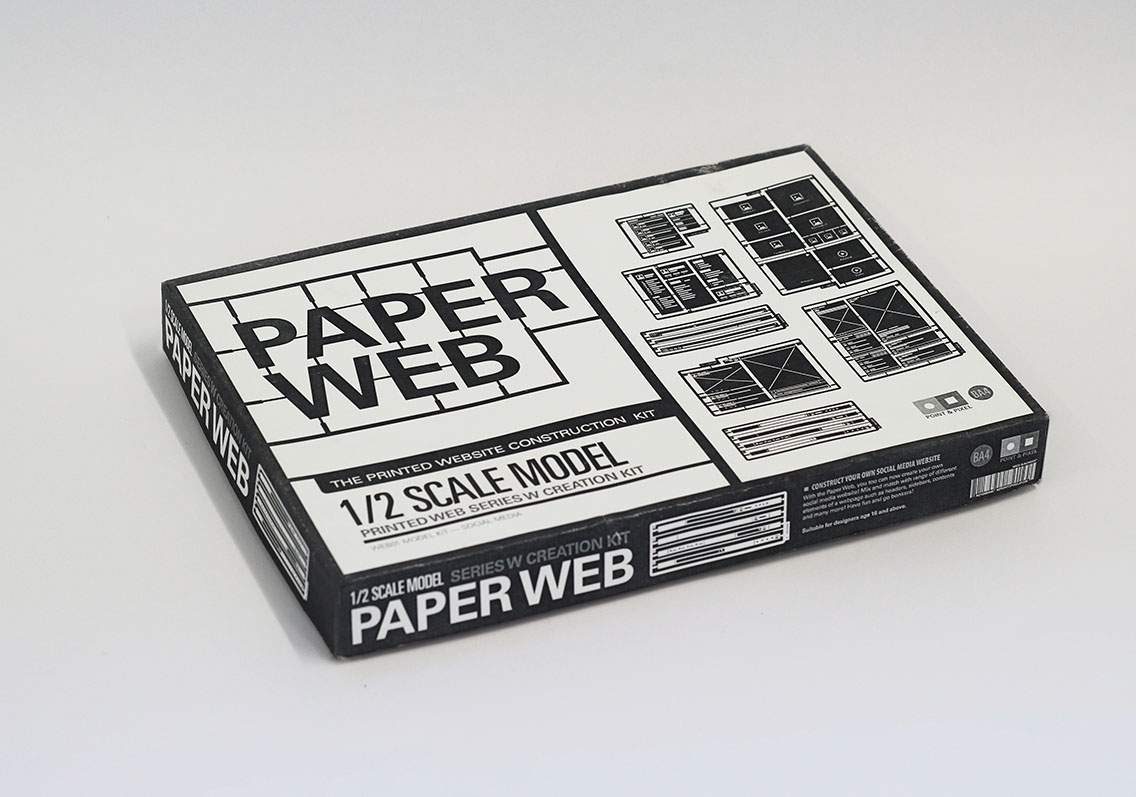 PAPER
WEB
THE PRINTED WEBSITE CONSTRUCTION KIT
1/2 SCALE MODEL
PRINTED WEB SERIES W CREATION KIT
WEB01 MODEL KIT — SOCIAL MEDIA
POINT & PIXEL
BA4
1/2 SCALE MODEL SERIES W CREATION KIT
PAPER WEB
1/2 SCALE MODEL SERIES W CREATION KIT
PAPER WEB
■ CONSTRUCT YOUR OWN SOCIAL MEDIA WEBSITE
With the Paper Web, you too can now create your own
social media website! Mix and match with range of different
elements of a webpage such as headers, sidebars, contents
and many more! Have fun and go bonkers!
Suitable for designers age 16 and above.
BA4
POINT & PIXEL